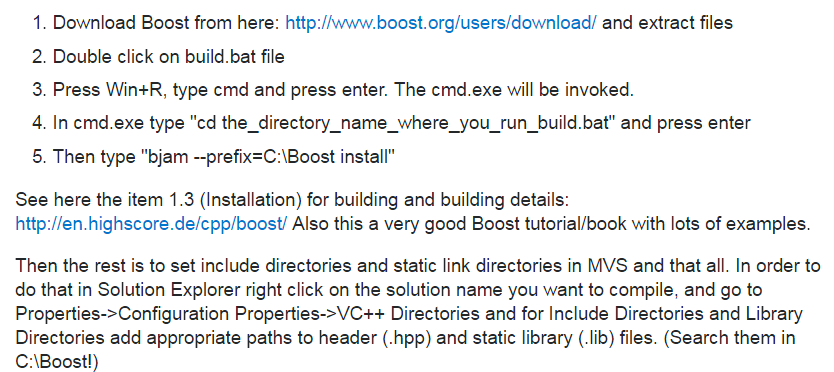 1. Download Boost from here: http://www.boost.org/users/download/ and extract files
2. Double click on build.bat file
3. Press Win+R, type cmd and press enter. The cmd.exe will be invoked.
4. In cmd.exe type "cd the_directory_name_where_you_run_build.bat" and press enter
5. Then type "bjam --prefix=C:\Boost install"
See here the item 1.3 (Installation) for building and building details:
http://en.highscore.de/cpp/boost/ Also this a very good Boost tutorial/book with lots of examples.
Then the rest is to set include directories and static link directories in MVS and that all. In order to
do that in Solution Explorer right click on the solution name you want to compile, and go to
Properties->Configuration Properties->VC++ Directories and for Include Directories and Library
Directories add appropriate paths to header (.hpp) and static library (.lib) files. (Search them in
C:\Boost!)